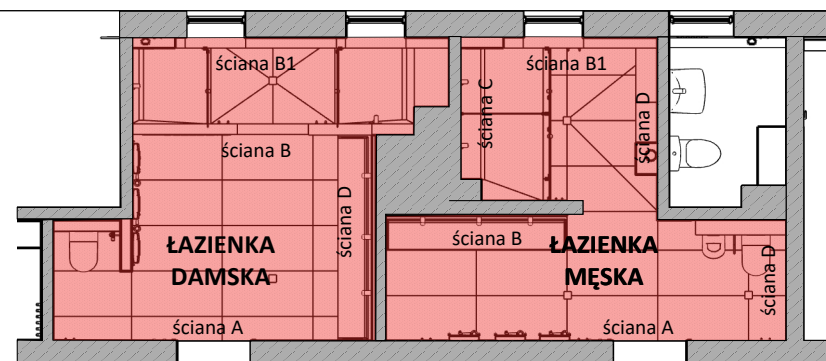 ściana B1
ściana B
ściana D
ŁAZIENKA
DAMSKA
ściana A
ściana B1
ściana C
ściana D
ściana B
ŁAZIENKA
MĘSKA
ściana D
ściana A